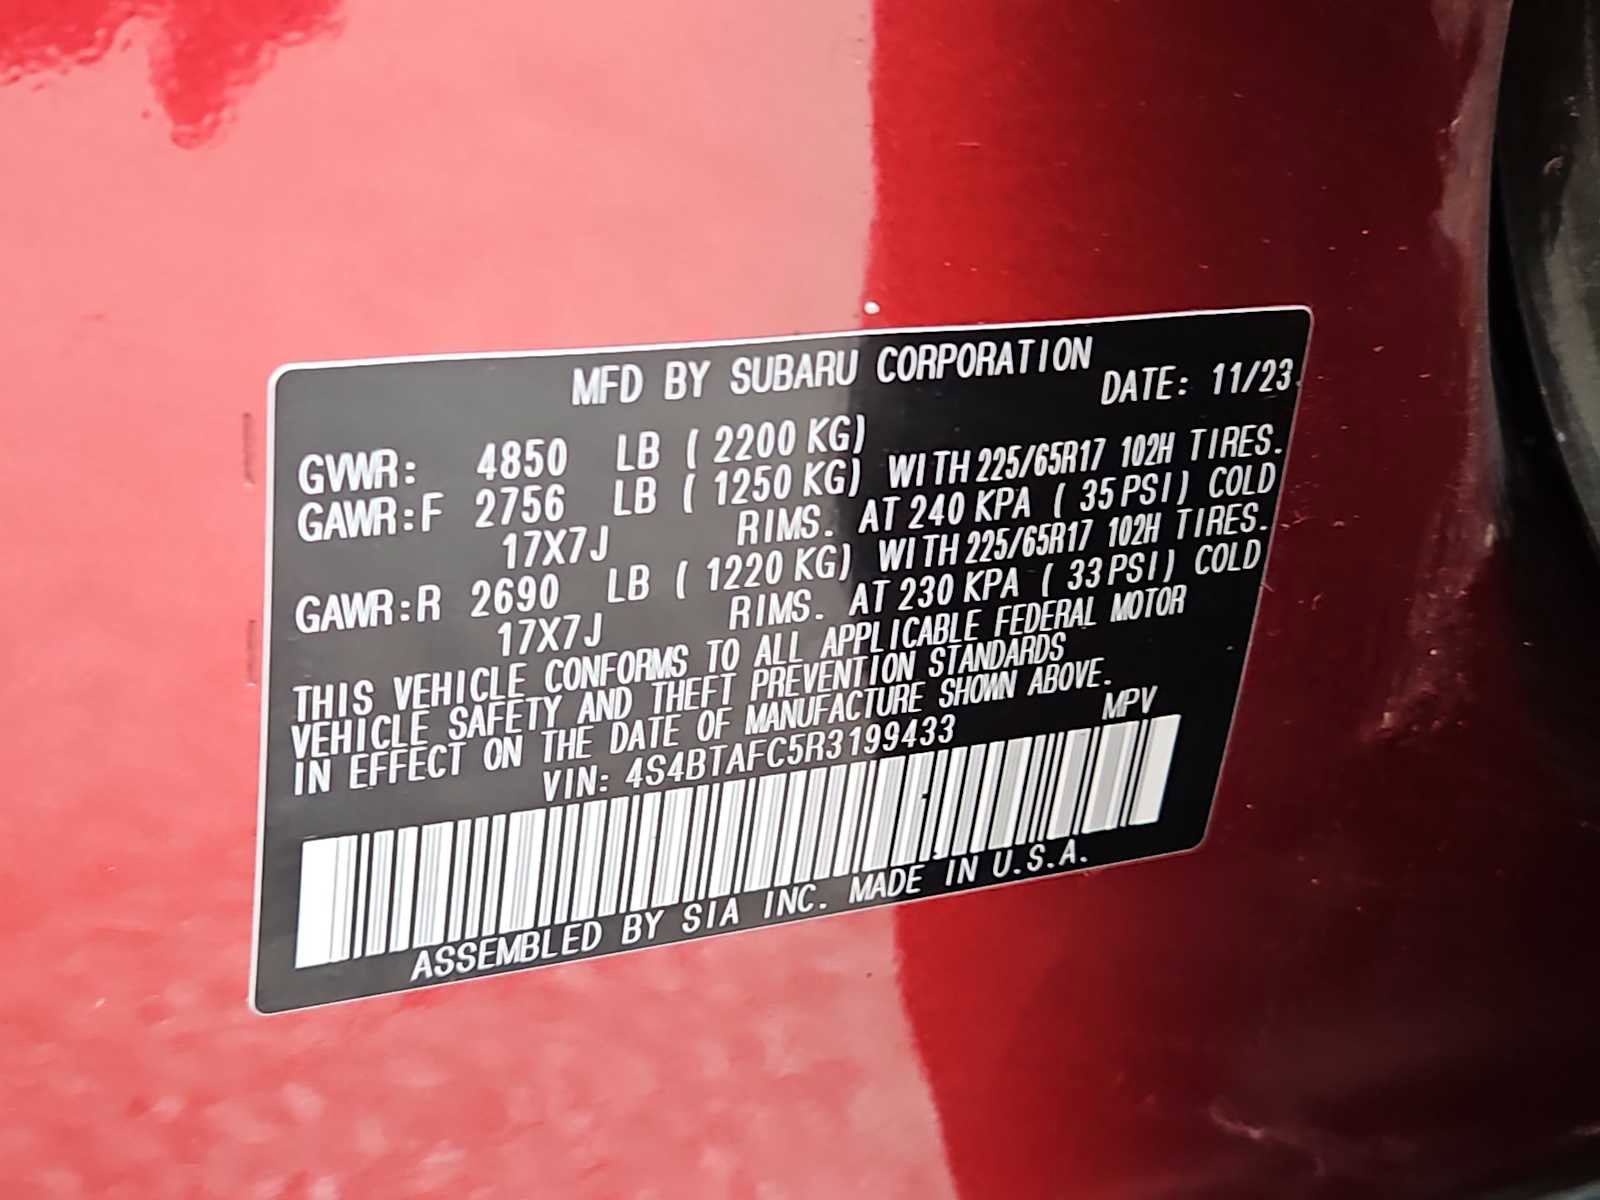 MFD BY SUBARU CORPORATION
DATE: 11/23
GVWR: 4850 LB ( 2200 KG)
GAWR:F 2756 LB ( 1250 KG) WITH 225/65R17 102H TIRES.
17X7J RIMS. AT 240 KPA ( 35 PSI) COLD
GAWR:R 2690 LB ( 1220 KG) WITH 225/65R17 102H TIRES.
17X7J RIMS. AT 230 KPA ( 33 PSI) COLD
THIS VEHICLE CONFORMS TO ALL APPLICABLE FEDERAL MOTOR
VEHICLE SAFETY AND THEFT PREVENTION STANDARDS
IN EFFECT ON THE DATE OF MANUFACTURE SHOWN ABOVE.
VIN: 4S4BTAFC5R3199433 MPV
ASSEMBLED BY SIA INC. MADE IN U.S.A.